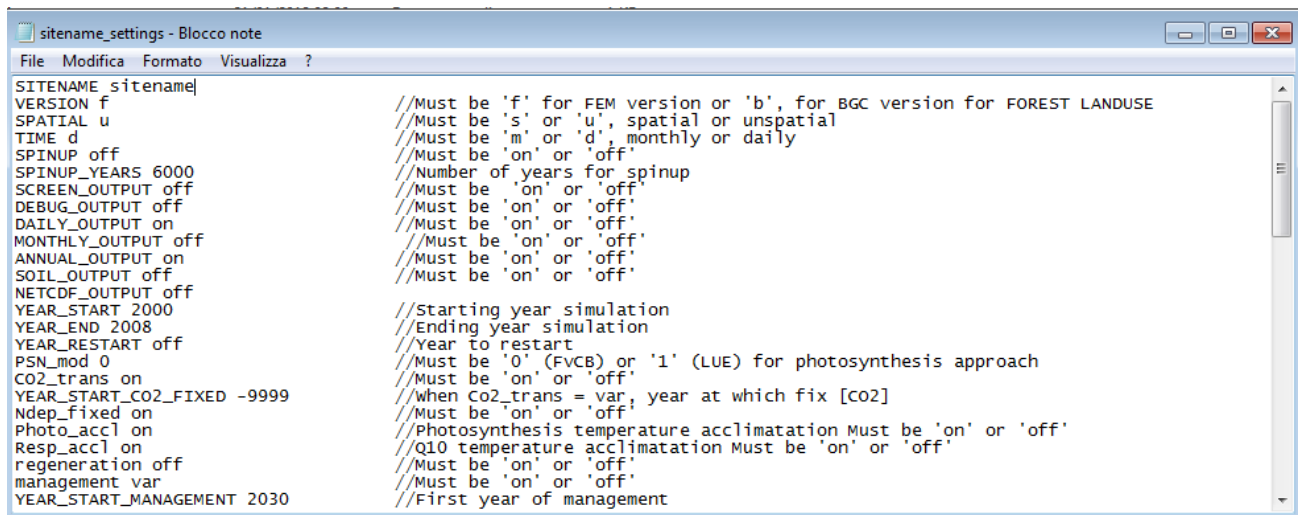 sitename_settings - Blocco note
File Modifica Formato Visualizza ?
SITENAME sitename
VERSION f //Must be 'f' for FEM version or 'b', for BGC version for FOREST LANDUSE
SPATIAL u //Must be 's' or 'u', spatial or unspatial
TIME d //Must be 'm' or 'd', monthly or daily
SPINUP off //Must be 'on' or 'off'
SPINUP_YEARS 6000 //Number of years for spinup
SCREEN_OUTPUT off //Must be 'on' or 'off'
DEBUG_OUTPUT off //Must be 'on' or 'off'
DAILY_OUTPUT on //Must be 'on' or 'off'
MONTHLY_OUTPUT off //Must be 'on' or 'off'
ANNUAL_OUTPUT on //Must be 'on' or 'off'
SOIL_OUTPUT off //Must be 'on' or 'off'
NETCDF_OUTPUT off
YEAR_START 2000 //Starting year simulation
YEAR_END 2008 //Ending year simulation
YEAR_RESTART off //Year to restart
PSN_mod 0 //Must be '0' (FvCB) or '1' (LUE) for photosynthesis approach
CO2_trans on //Must be 'on' or 'off'
YEAR_START_CO2_FIXED -9999 //When Co2_trans = var, year at which fix [CO2]
Ndep_fixed on //Must be 'on' or 'off'
Photo_accl on //Photosynthesis temperature acclimatation Must be 'on' or 'off'
Resp_accl on //Q10 temperature acclimatation Must be 'on' or 'off'
regeneration off //Must be 'on' or 'off'
management var //Must be 'on' or 'off'
YEAR_START_MANAGEMENT 2030 //First year of management